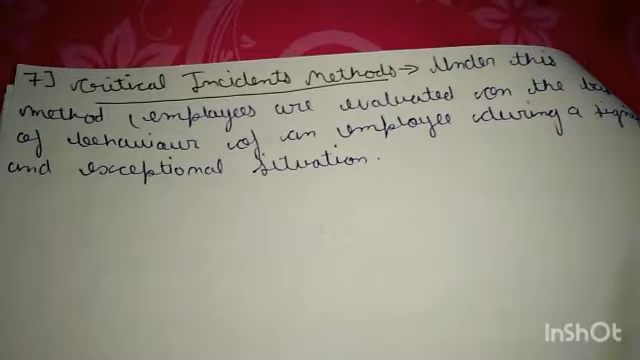 7] Critical Incidents Methods → Under this
method, employees are evaluated on the
of behaviour of an employee during a
and exceptional situation.
InShOt